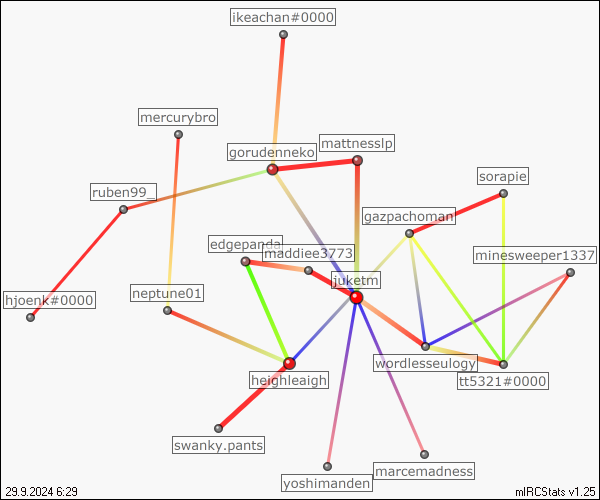 ikeachan#0000
mercurybro
mattnesslp
gorudenneko
sorapie
ruben99_
gazpachoman
edgepanda
maddiee3773
minesweeper1337
juketm
hjoenk#0000
neptune01
wordlesseulogy
heighleaigh
tt5321#0000
swanky.pants
marcemadness
yoshimanden
29.9.2024 6:29
mIRCStats v1.25